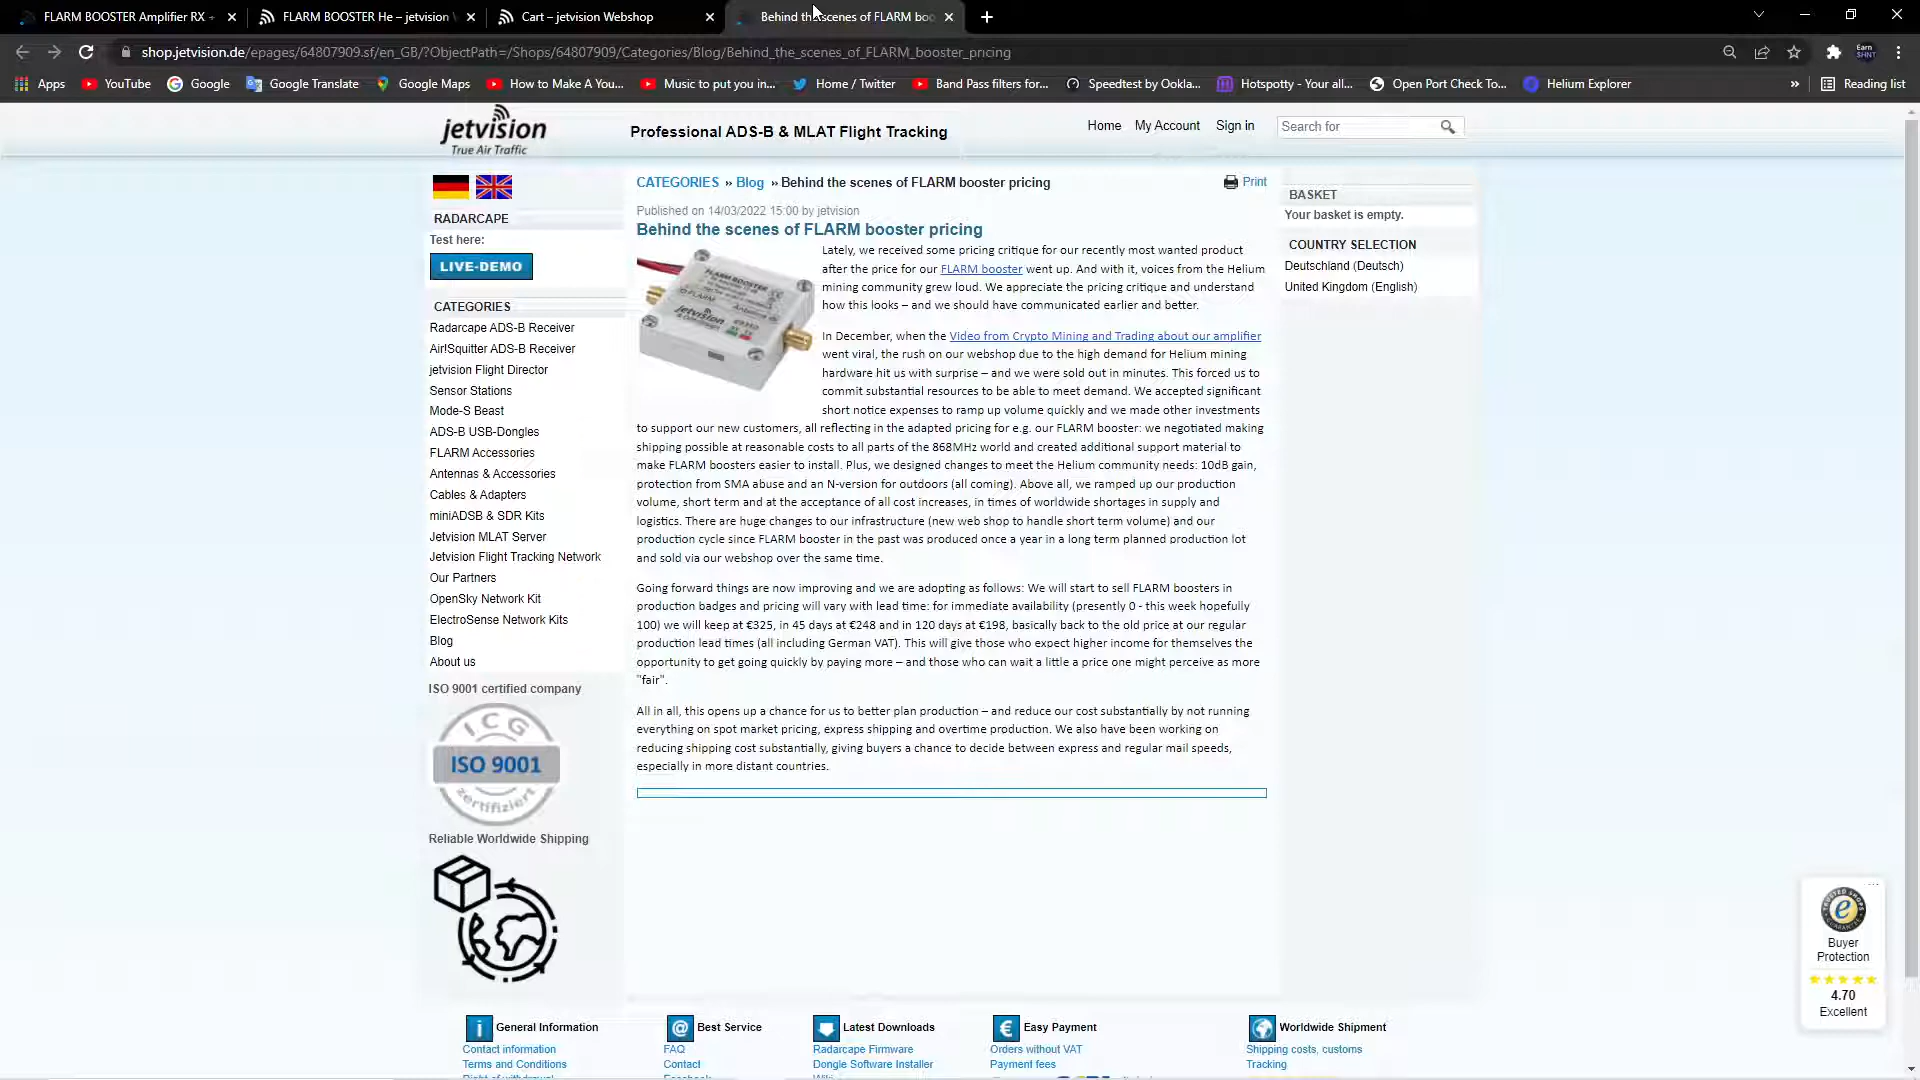 FLARM BOOSTER Amplifier RX +
FLARM BOOSTER He – jetvision W
Cart – jetvision Webshop
Behind the scenes of FLARM boo
shop.jetvision.de/epages/64807909.sf/en_GB/?ObjectPath=/Shops/64807909/Categories/Blog/Behind_the_scenes_of_FLARM_booster_pricing
Apps
YouTube
Google
Google Translate
Google Maps
How to Make A You...
Music to put you in...
Home / Twitter
Band Pass filters for...
Speedtest by Ookla...
Hotspotty - Your all...
Open Port Check To...
Helium Explorer
»
Reading list
jetvision
True Air Traffic
Professional ADS-B & MLAT Flight Tracking
Home
My Account
Sign in
Search for
RADARCAPE
Test here:
LIVE-DEMO
CATEGORIES
Radarcape ADS-B Receiver
Air!Squitter ADS-B Receiver
jetvision Flight Director
Sensor Stations
Mode-S Beast
ADS-B USB-Dongles
FLARM Accessories
Antennas & Accessories
Cables & Adapters
miniADSB & SDR Kits
Jetvision MLAT Server
Jetvision Flight Tracking Network
Our Partners
OpenSky Network Kit
ElectroSense Network Kits
Blog
About us
ISO 9001 certified company
ICG
ISO 9001
zertifiziert
Reliable Worldwide Shipping
CATEGORIES » Blog » Behind the scenes of FLARM booster pricing
Print
Published on 14/03/2022 15:00 by jetvision
Behind the scenes of FLARM booster pricing
FLARM BOOSTER
FLARM
Antenna
jetvision
Lately, we received some pricing critique for our recently most wanted product
after the price for our FLARM booster went up. And with it, voices from the Helium
mining community grew loud. We appreciate the pricing critique and understand
how this looks – and we should have communicated earlier and better.
In December, when the Video from Crypto Mining and Trading about our amplifier
went viral, the rush on our webshop due to the high demand for Helium mining
hardware hit us with surprise – and we were sold out in minutes. This forced us to
commit substantial resources to be able to meet demand. We accepted significant
short notice expenses to ramp up volume quickly and we made other investments
to support our new customers, all reflecting in the adapted pricing for e.g. our FLARM booster: we negotiated making
shipping possible at reasonable costs to all parts of the 868MHz world and created additional support material to
make FLARM boosters easier to install. Plus, we designed changes to meet the Helium community needs: 10dB gain,
protection from SMA abuse and an N-version for outdoors (all coming). Above all, we ramped up our production
volume, short term and at the acceptance of all cost increases, in times of worldwide shortages in supply and
logistics. There are huge changes to our infrastructure (new web shop to handle short term volume) and our
production cycle since FLARM booster in the past was produced once a year in a long term planned production lot
and sold via our webshop over the same time.
Going forward things are now improving and we are adopting as follows: We will start to sell FLARM boosters in
production badges and pricing will vary with lead time: for immediate availability (presently 0 - this week hopefully
100) we will keep at €325, in 45 days at €248 and in 120 days at €198, basically back to the old price at our regular
production lead times (all including German VAT). This will give those who expect higher income for themselves the
opportunity to get going quickly by paying more – and those who can wait a little a price one might perceive as more
"fair".
All in all, this opens up a chance for us to better plan production – and reduce our cost substantially by not running
everything on spot market pricing, express shipping and overtime production. We also have been working on
reducing shipping cost substantially, giving buyers a chance to decide between express and regular mail speeds,
especially in more distant countries.
BASKET
Your basket is empty.
COUNTRY SELECTION
Deutschland (Deutsch)
United Kingdom (English)
Buyer
Protection
4.70
Excellent
General Information
Contact information
Terms and Conditions
Right of withdrawal
Best Service
FAQ
Contact
Facebook
Latest Downloads
Radarcape Firmware
Dongle Software Installer
Wiki
Easy Payment
Orders without VAT
Payment fees
Worldwide Shipment
Shipping costs, customs
Tracking